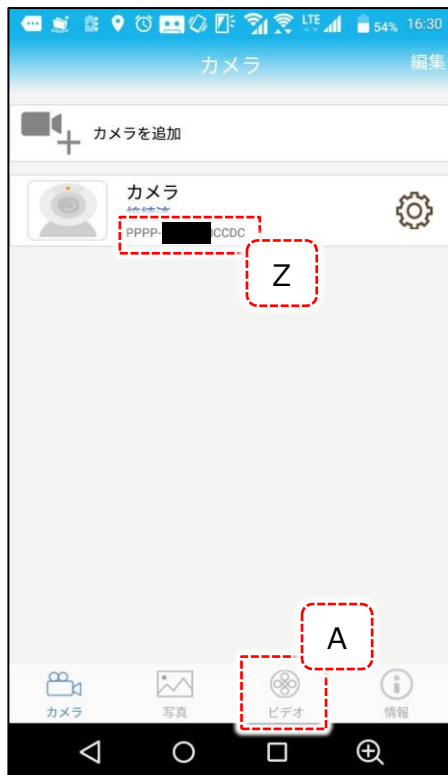 LTE 54% 16:30
カメラ 編集
カメラを追加
カメラ
PPPP- CCDC
Z
A
カメラ 写真 ビデオ 情報